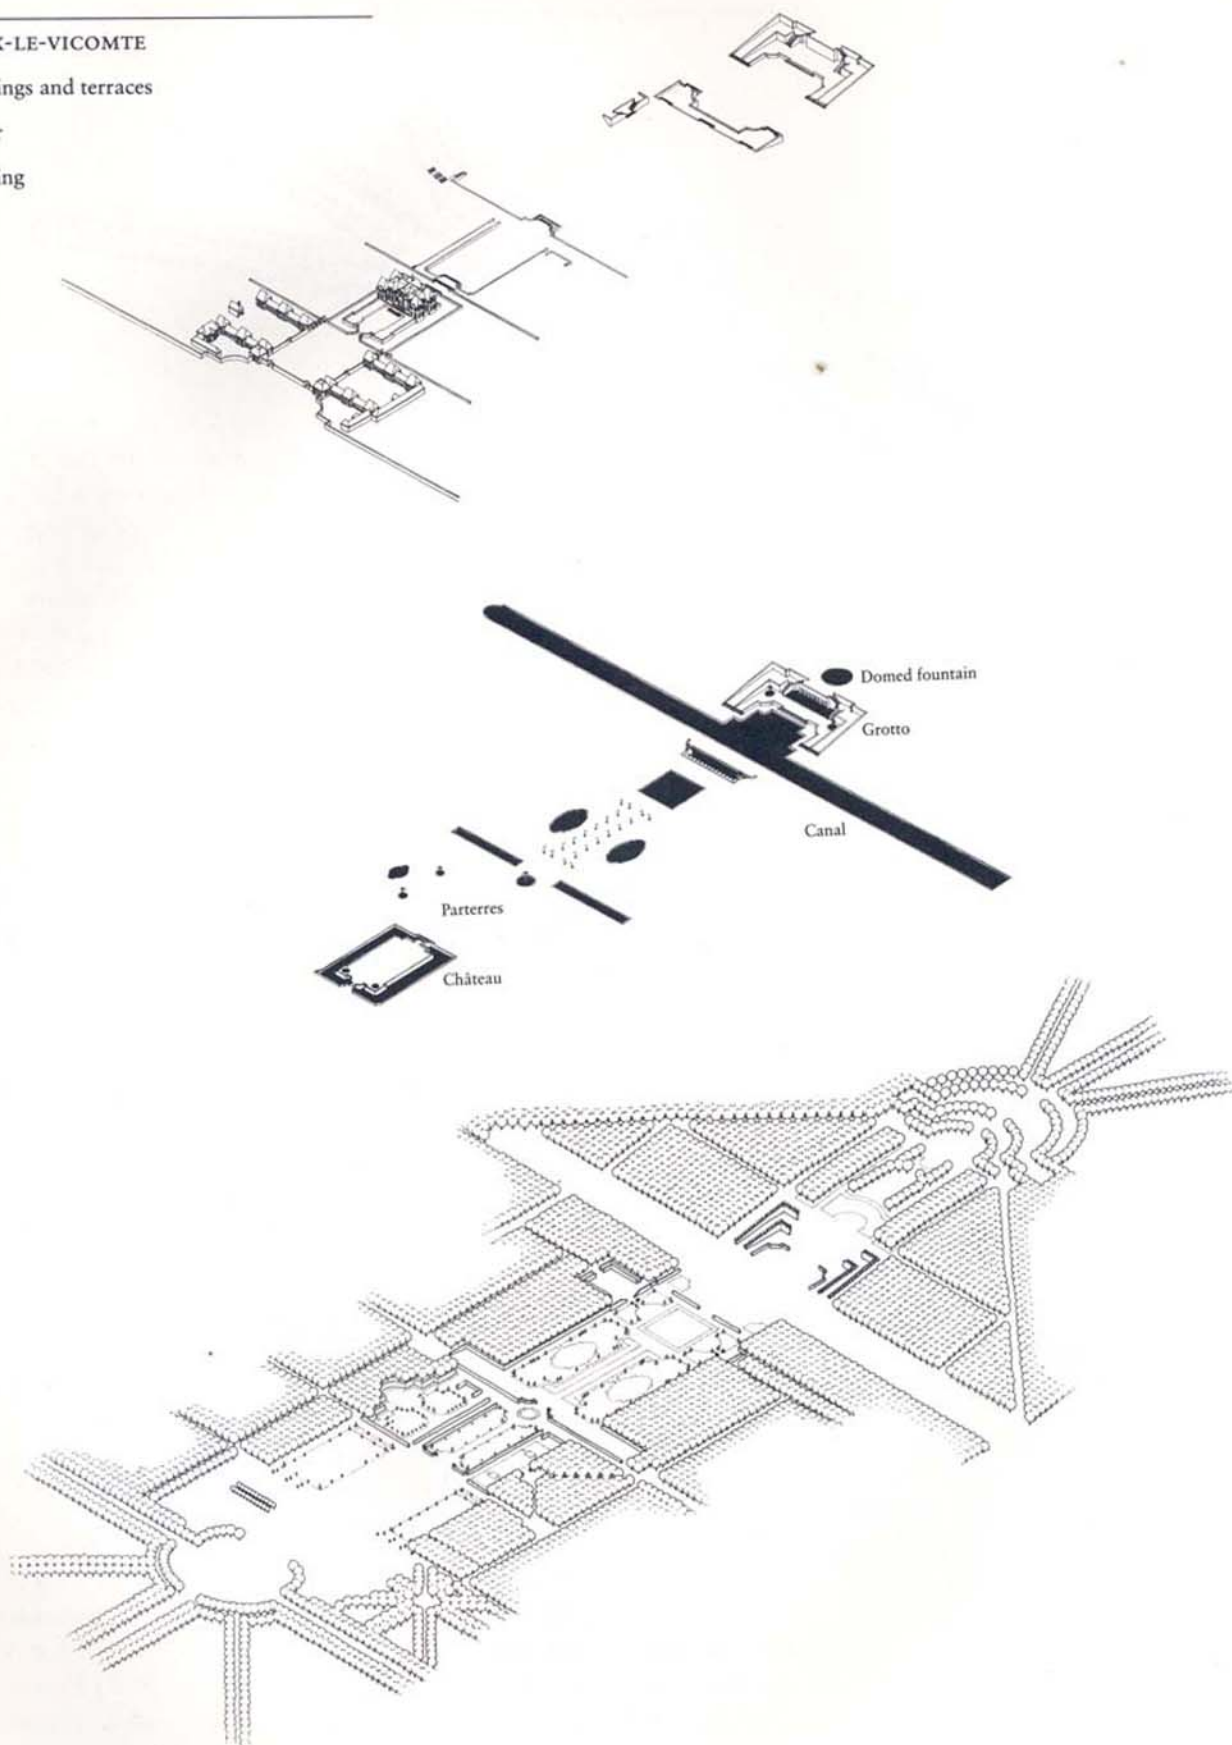 X-LE-VICOMTE
ings and terraces
r
ing
Domed fountain
Grotto
Canal
Parterres
Château